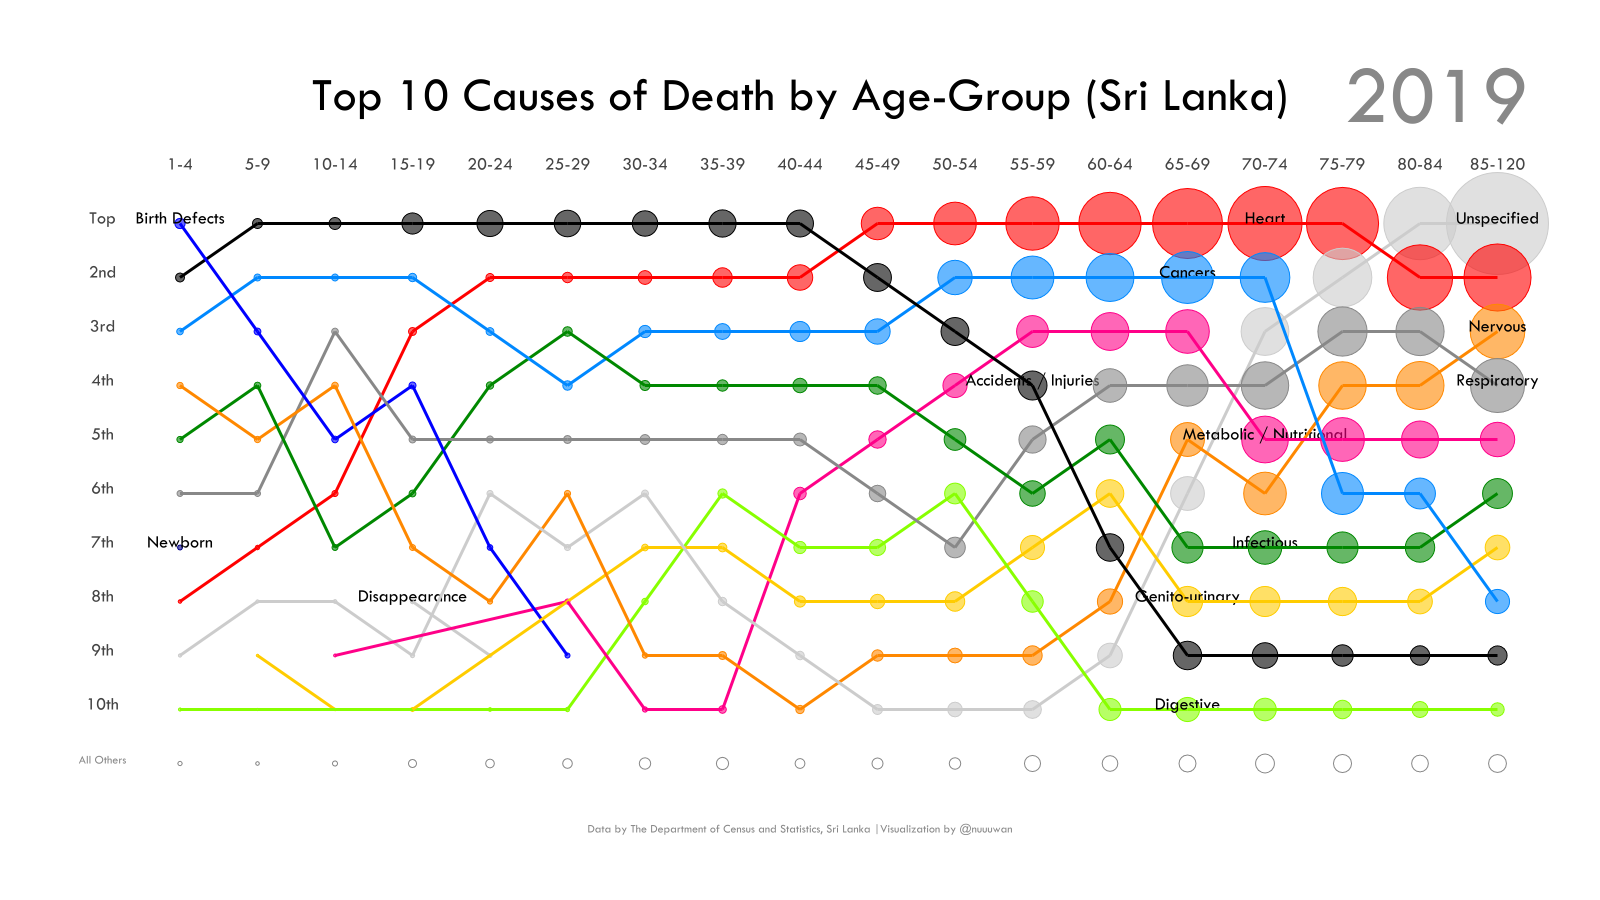 Top 10 Causes of Death by Age-Group (Sri Lanka) 2019
1-4 5-9 10-14 15-19 20-24 25-29 30-34 35-39 40-44 45-49 50-54 55-59 60-64 65-69 70-74 75-79 80-84 85-120
Top Birth Defects Heart Unspecified
2nd Cancers
3rd Nervous
4th Accidents / Injuries Respiratory
5th Metabolic / Nutritional
6th
7th Newborn Infectious
8th Disappearance Genito-urinary
9th
10th Digestive
All Others
Data by The Department of Census and Statistics, Sri Lanka | Visualization by @nuuuwan